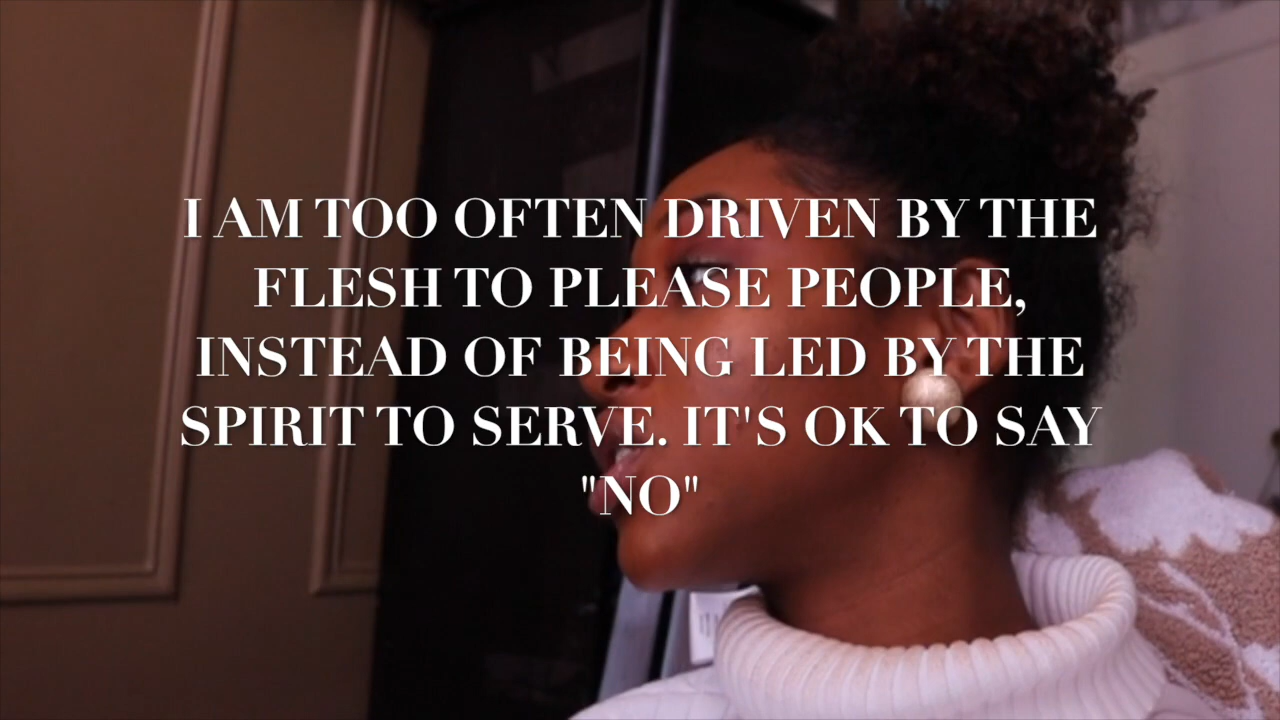 I AM TOO OFTEN DRIVEN BY THE
FLESH TO PLEASE PEOPLE,
INSTEAD OF BEING LED BY THE
SPIRIT TO SERVE. IT'S OK TO SAY
"NO"